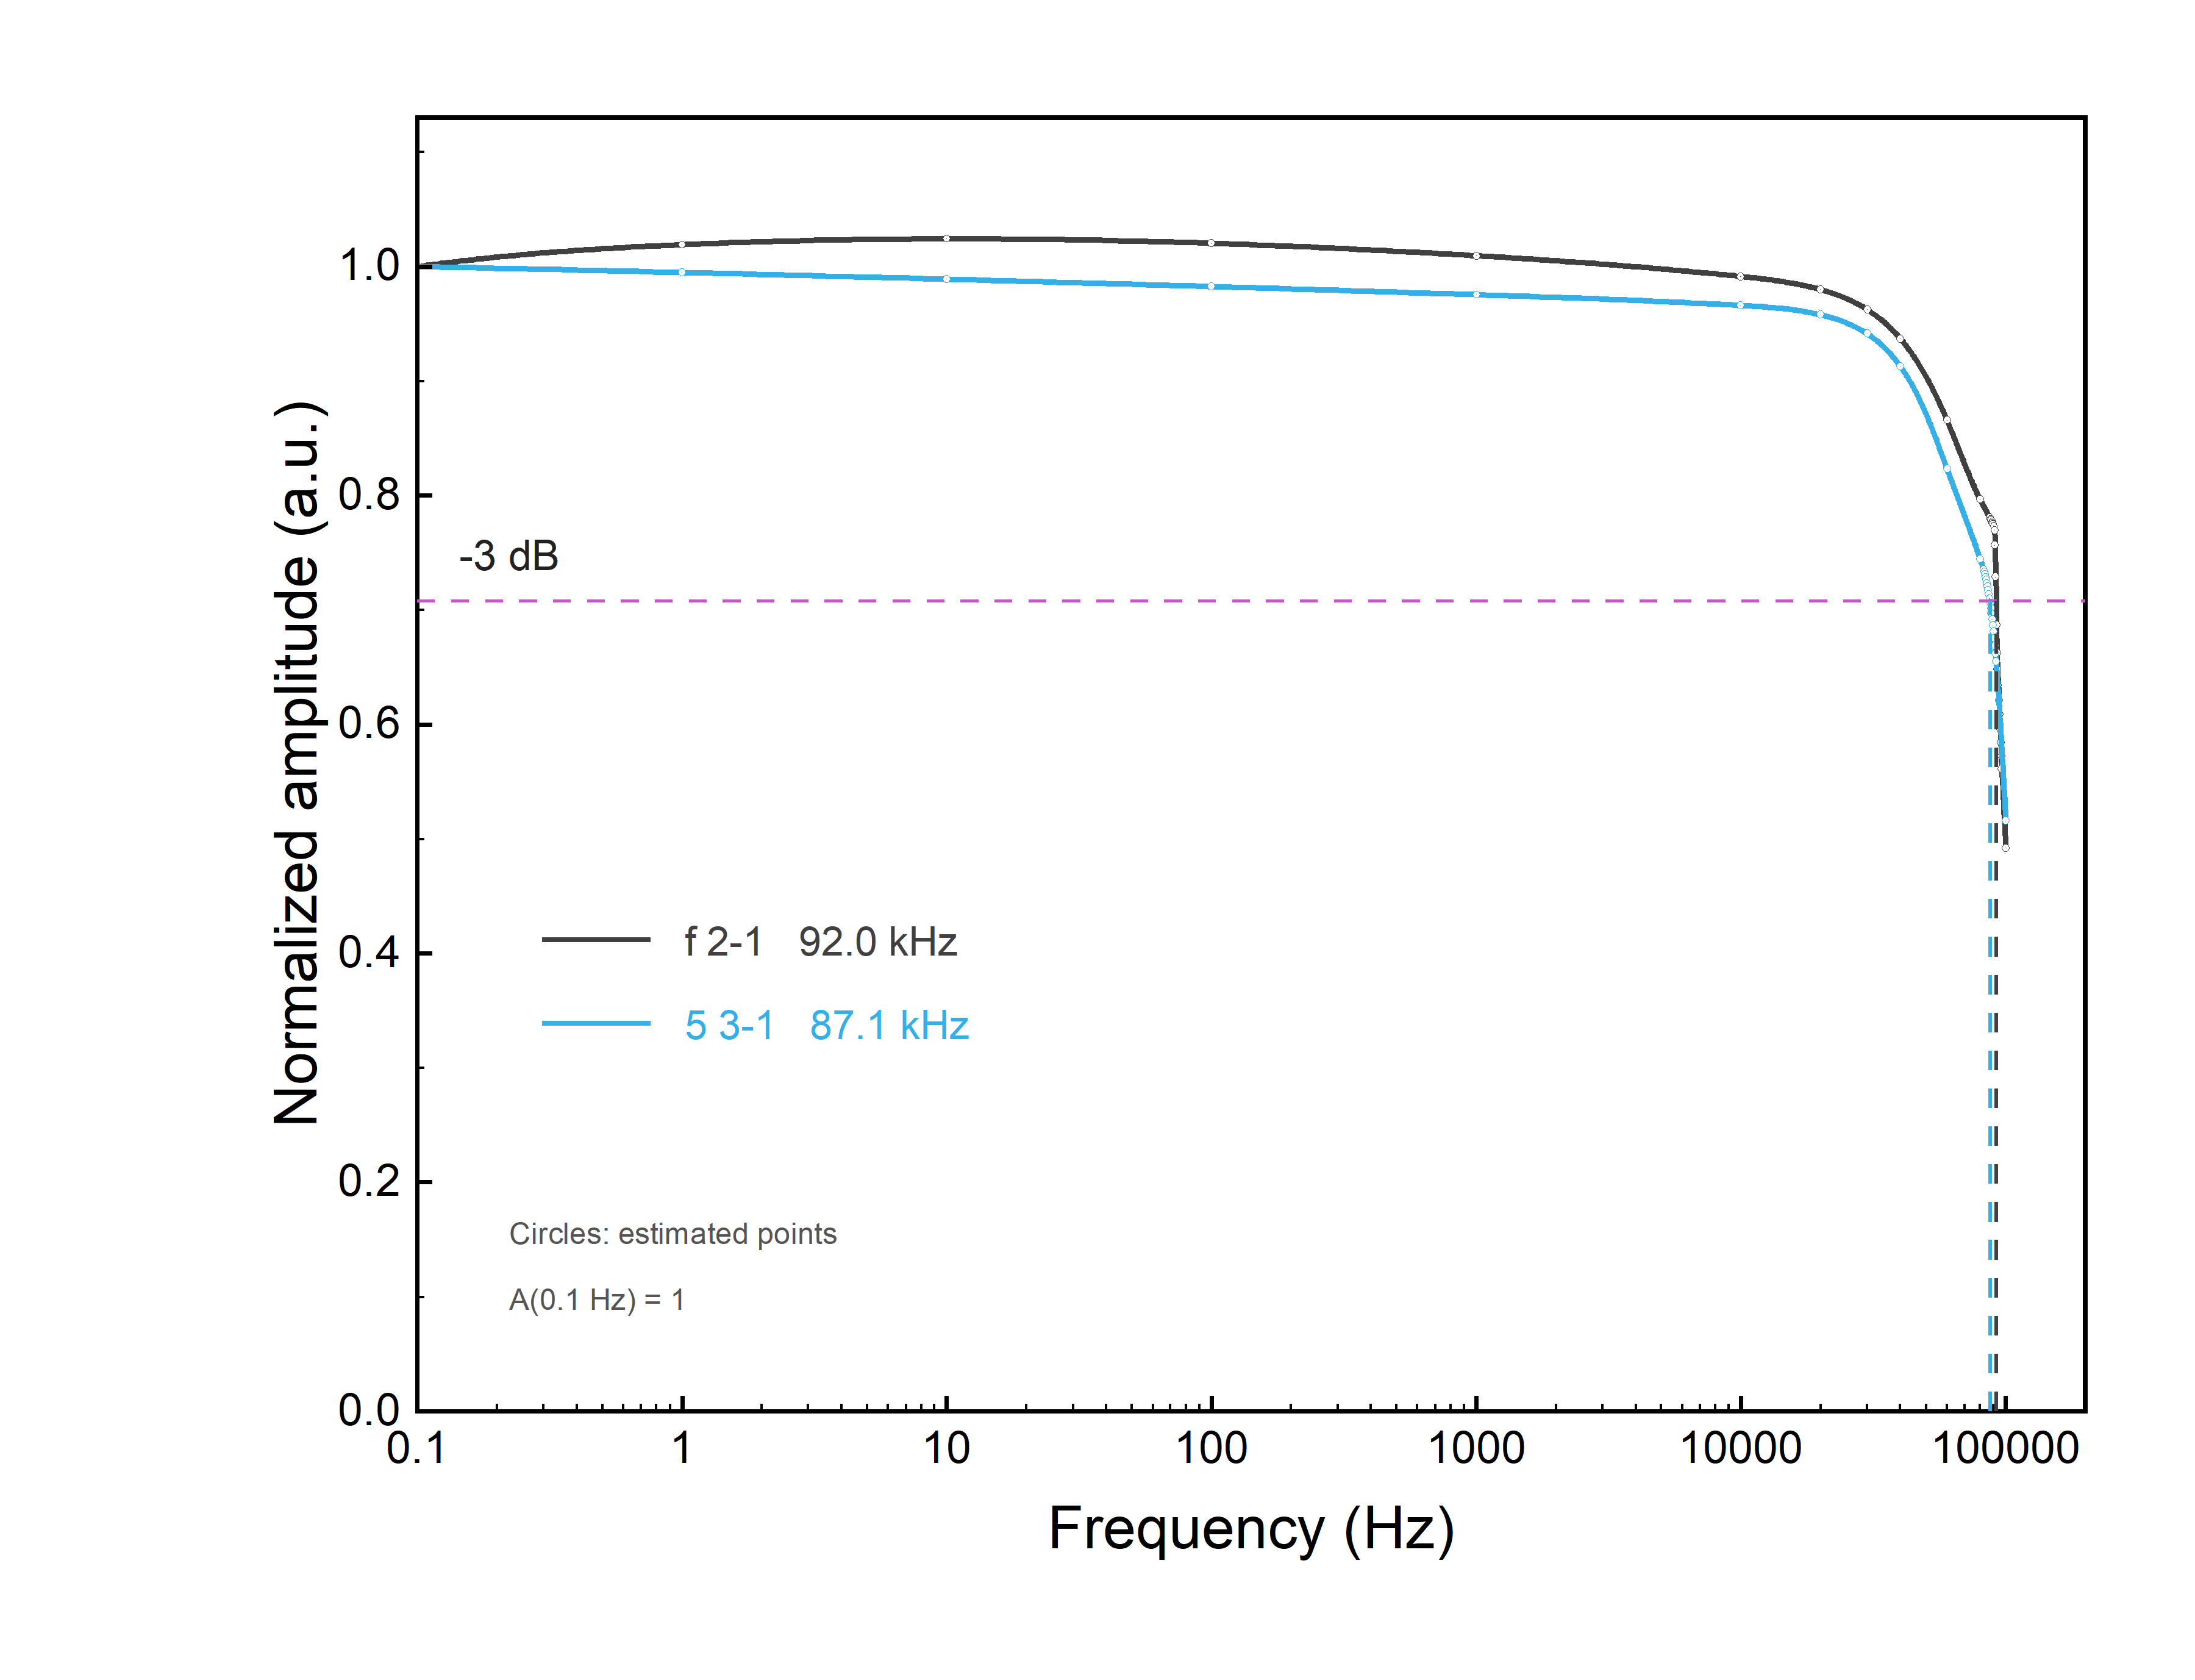 Normalized amplitude (a.u.)
1.0
0.8
0.6
0.4
0.2
0.0
-3 dB
f 2-1 92.0 kHz
5 3-1 87.1 kHz
Circles: estimated points
A(0.1 Hz) = 1
0.1 1 10 100 1000 10000 100000
Frequency (Hz)